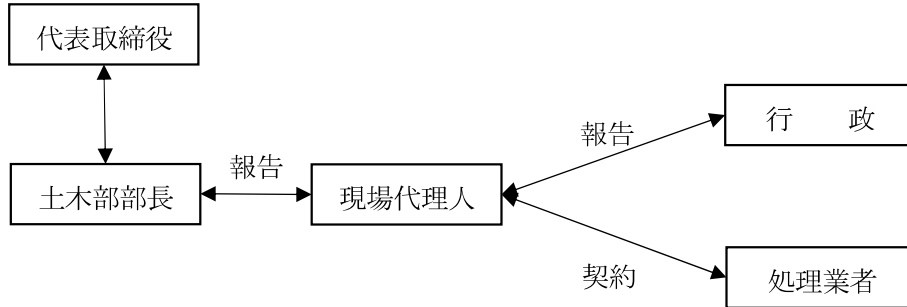 代表取締役
行　　政
報告
報告
土木部部長
現場代理人
契約
処理業者